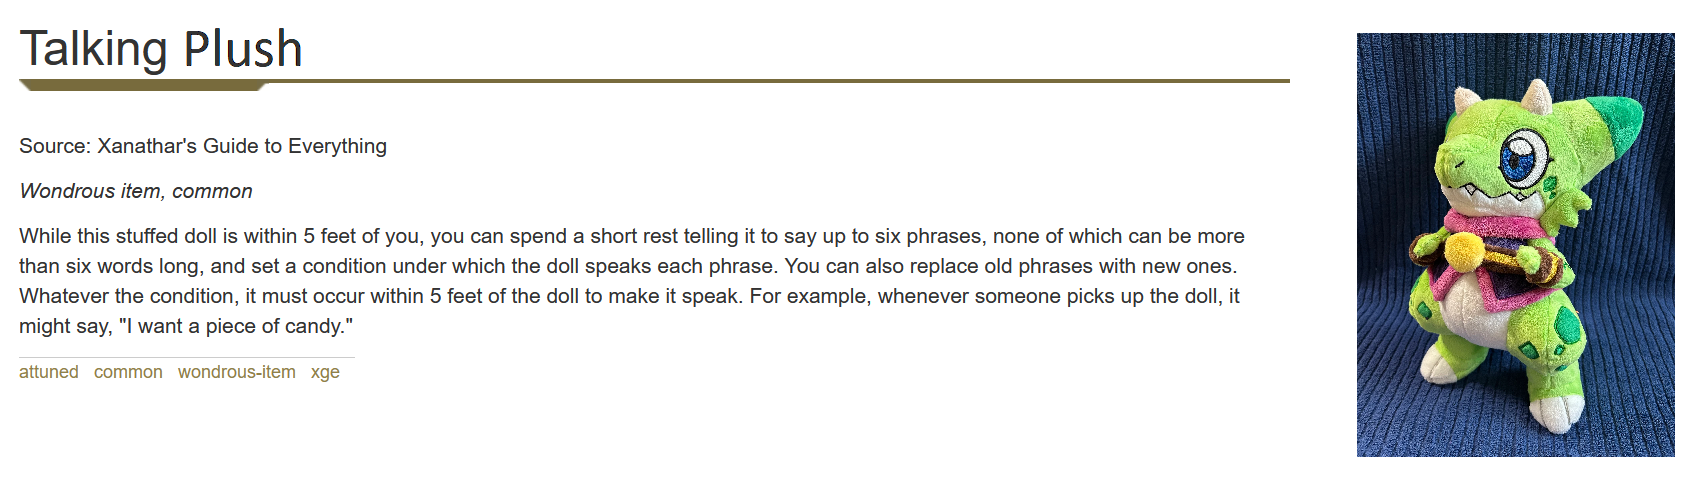 Talking Plush
Source: Xanathar's Guide to Everything
Wondrous item, common
While this stuffed doll is within 5 feet of you, you can spend a short rest telling it to say up to six phrases, none of which can be more
than six words long, and set a condition under which the doll speaks each phrase. You can also replace old phrases with new ones.
Whatever the condition, it must occur within 5 feet of the doll to make it speak. For example, whenever someone picks up the doll, it
might say, "I want a piece of candy."
attuned common wondrous-item xge